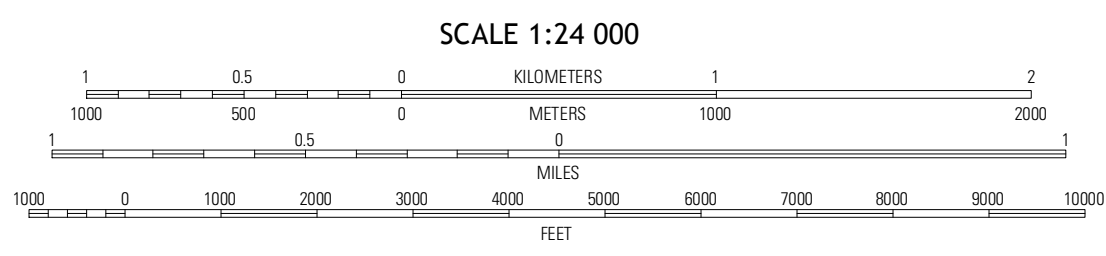 SCALE 1:24 000
1 0.5 0 KILOMETERS 1 2
1000 500 0 METERS 1000 2000
1 0.5 0 1
MILES
1000 0 1000 2000 3000 4000 5000 6000 7000 8000 9000 10000
FEET